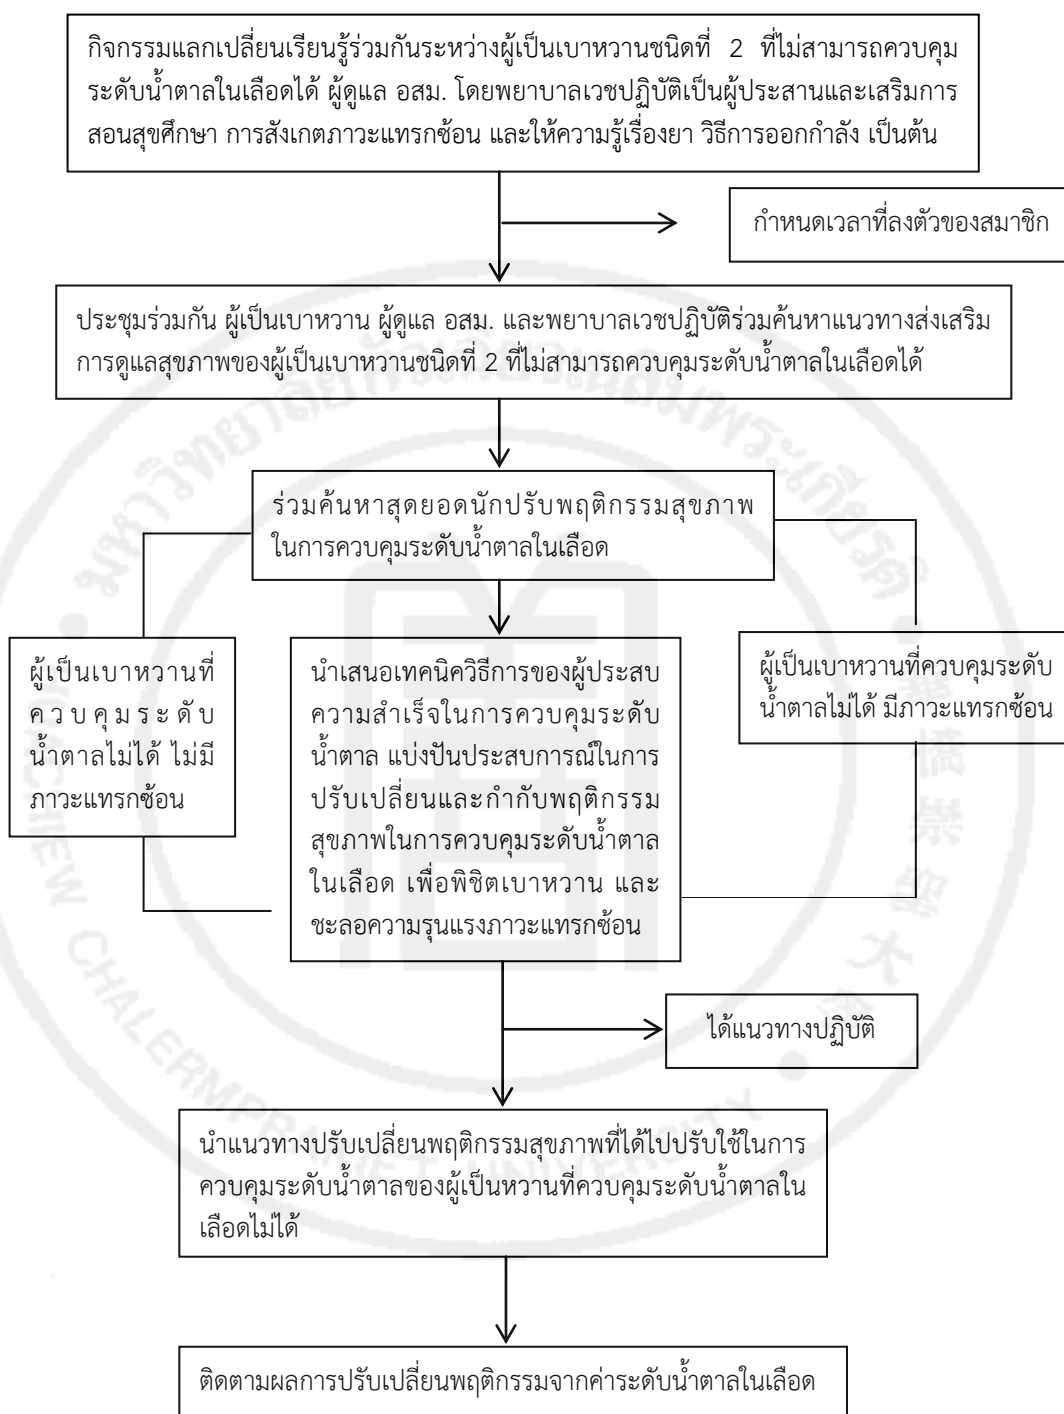 กิจกรรมแลกเปลี่ยนเรียนรู้ร่วมกันระหว่างผู้เป็นเบาหวานชนิดที่ 2 ที่ไม่สามารถควบคุม
ระดับน้ำตาลในเลือดได้ ผู้ดูแล อสม. โดยพยาบาลเวชปฏิบัติเป็นผู้ประสานและเสริมการ
สอนสุขศึกษา การสังเกตภาวะแทรกซ้อน และให้ความรู้เรื่องยา วิธีการออกกำลัง เป็นต้น
กำหนดเวลาที่ลงตัวของสมาชิก
ประชุมร่วมกัน ผู้เป็นเบาหวาน ผู้ดูแล อสม. และพยาบาลเวชปฏิบัติร่วมค้นหาแนวทางส่งเสริม
การดูแลสุขภาพของผู้เป็นเบาหวานชนิดที่ 2 ที่ไม่สามารถควบคุมระดับน้ำตาลในเลือดได้
ร่วมค้นหาสุดยอดนักปรับพฤติกรรมสุขภาพ
ในการควบคุมระดับน้ำตาลในเลือด
ผู้เป็นเบาหวานที่
ควบคุมระดับ
น้ำตาลไม่ได้ ไม่มี
ภาวะแทรกซ้อน
นำเสนอเทคนิควิธีการของผู้ประสบ
ความสำเร็จในการควบคุมระดับ
น้ำตาล แบ่งปันประสบการณ์ในการ
ปรับเปลี่ยนและกำกับพฤติกรรม
สุขภาพในการควบคุมระดับน้ำตาล
ในเลือด เพื่อพิชิตเบาหวาน และ
ชะลอความรุนแรงภาวะแทรกซ้อน
ผู้เป็นเบาหวานที่ควบคุมระดับ
น้ำตาลไม่ได้ มีภาวะแทรกซ้อน
ได้แนวทางปฏิบัติ
นำแนวทางปรับเปลี่ยนพฤติกรรมสุขภาพที่ได้ไปปรับใช้ในการ
ควบคุมระดับน้ำตาลของผู้เป็นหวานที่ควบคุมระดับน้ำตาลใน
เลือดไม่ได้
ติดตามผลการปรับเปลี่ยนพฤติกรรมจากค่าระดับน้ำตาลในเลือด